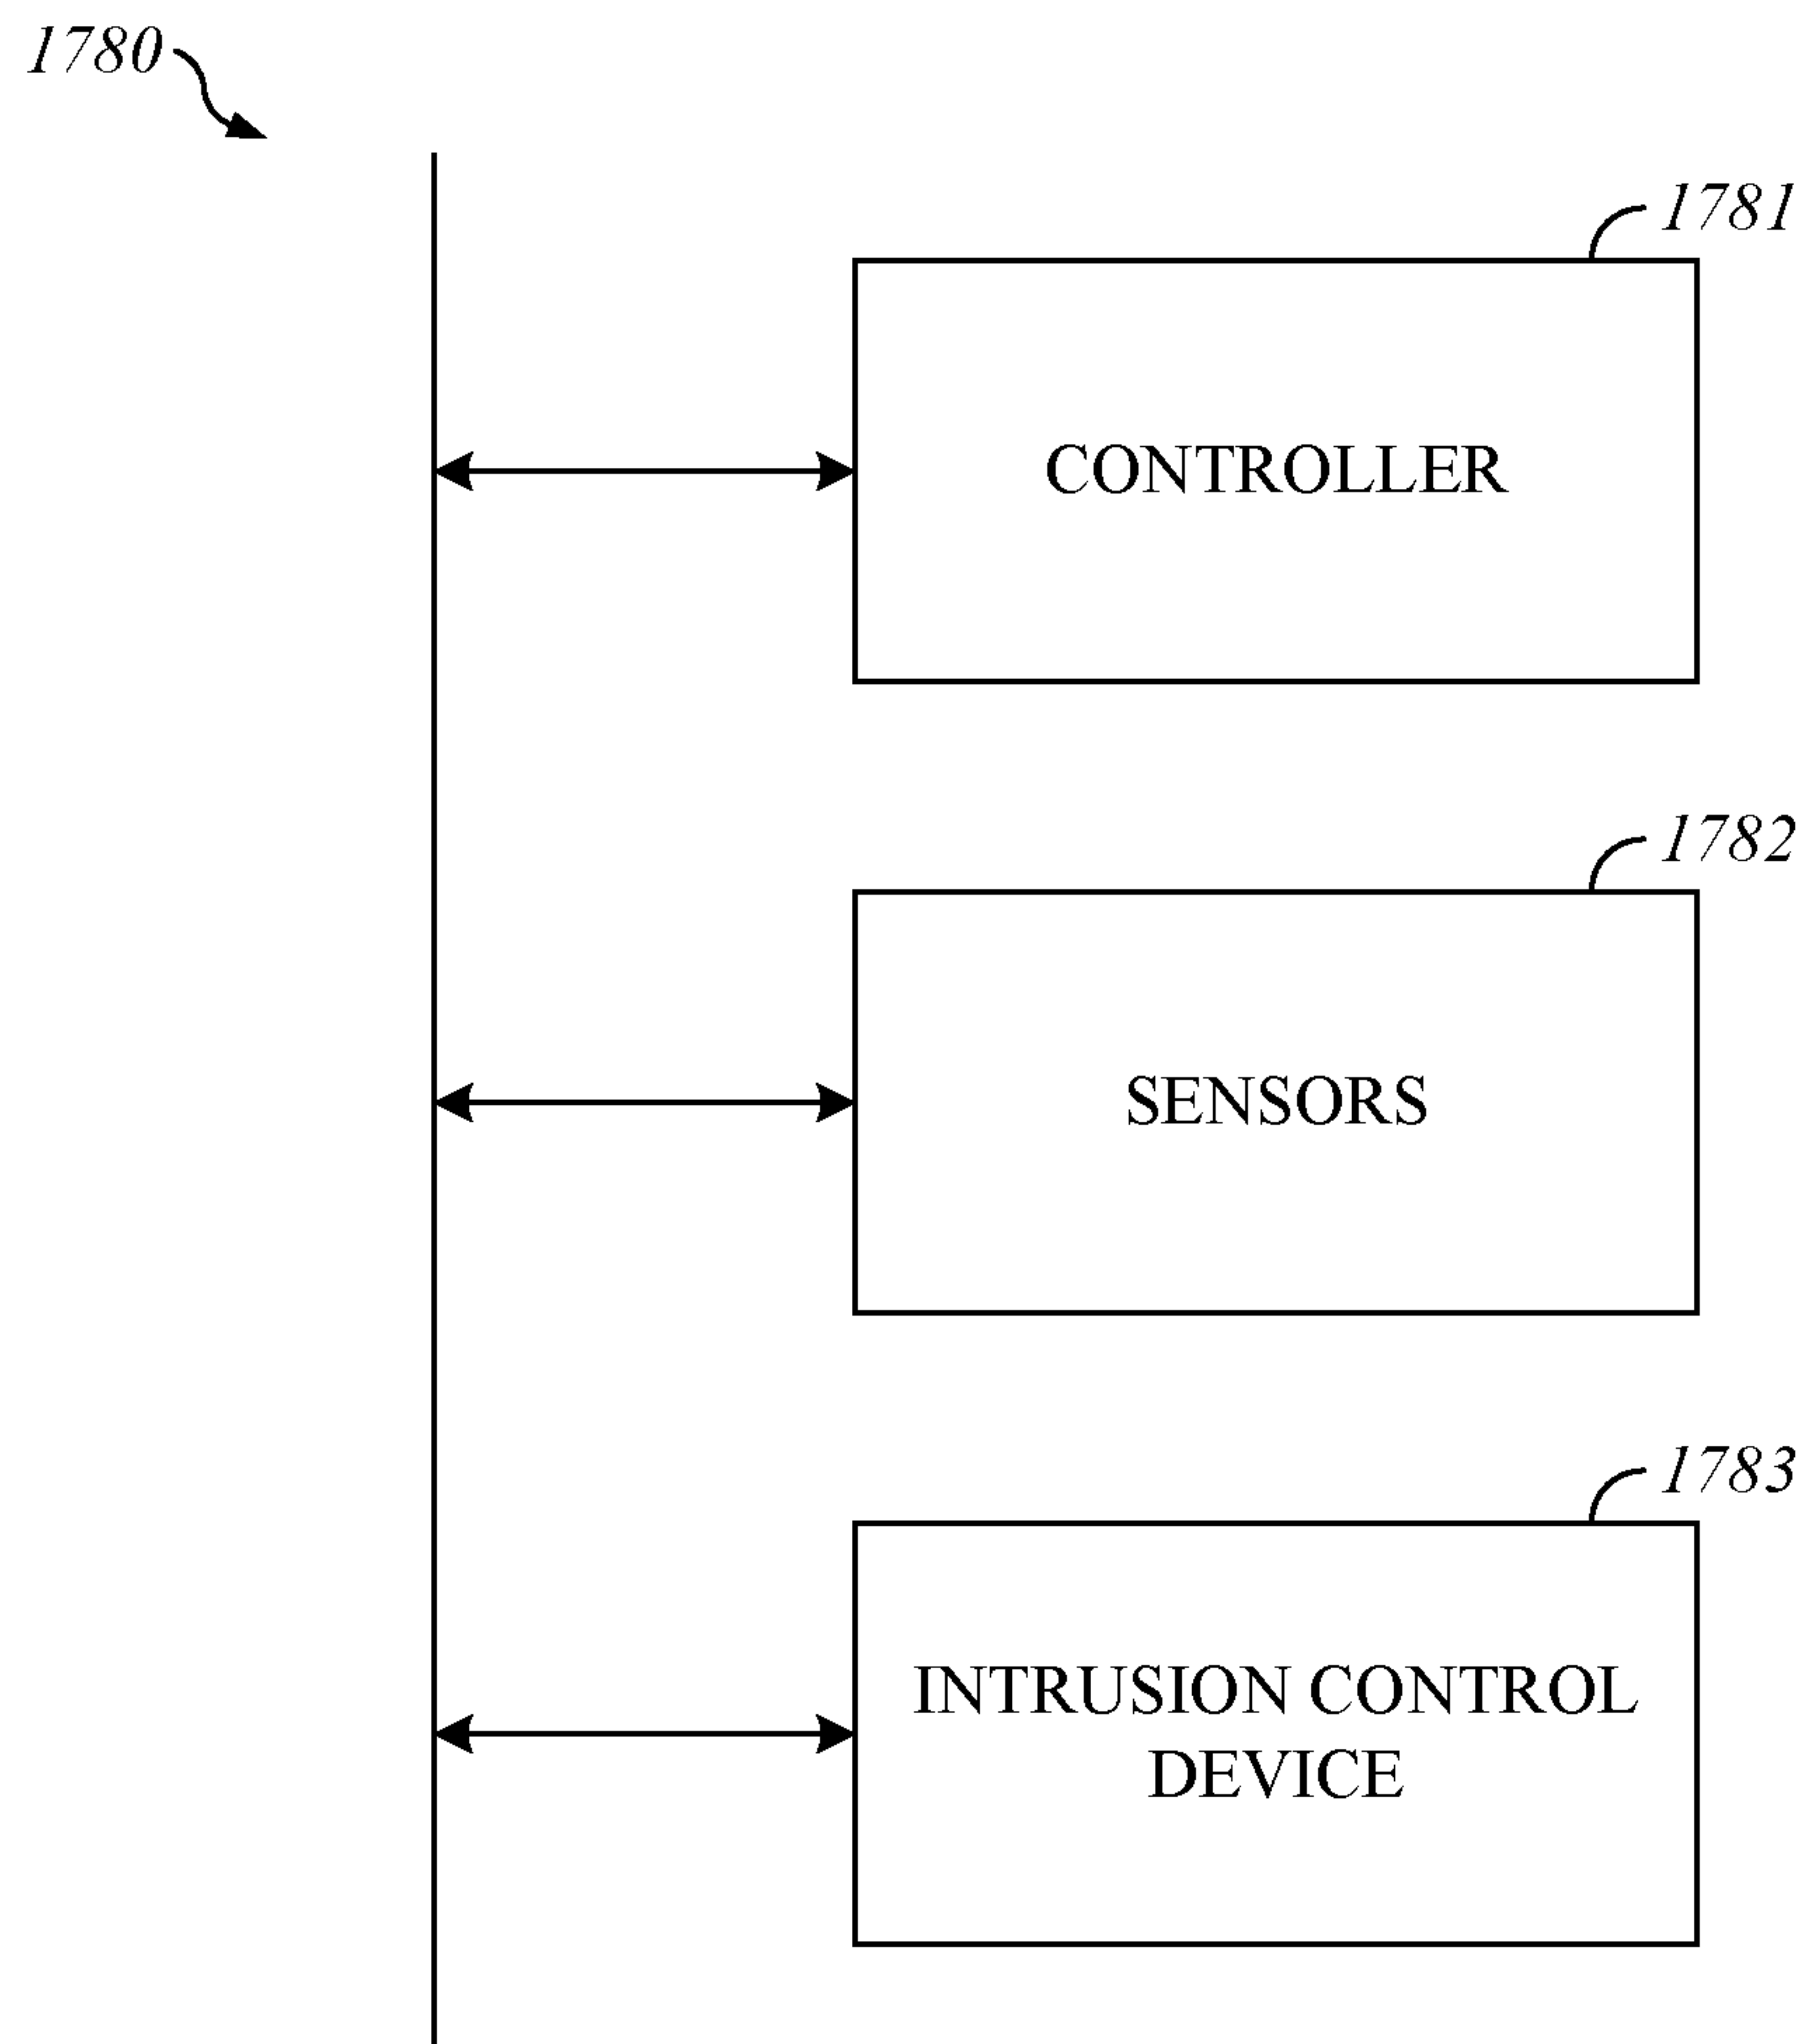 1780
1781
CONTROLLER
1782
SENSORS
1783
INTRUSION CONTROL
DEVICE